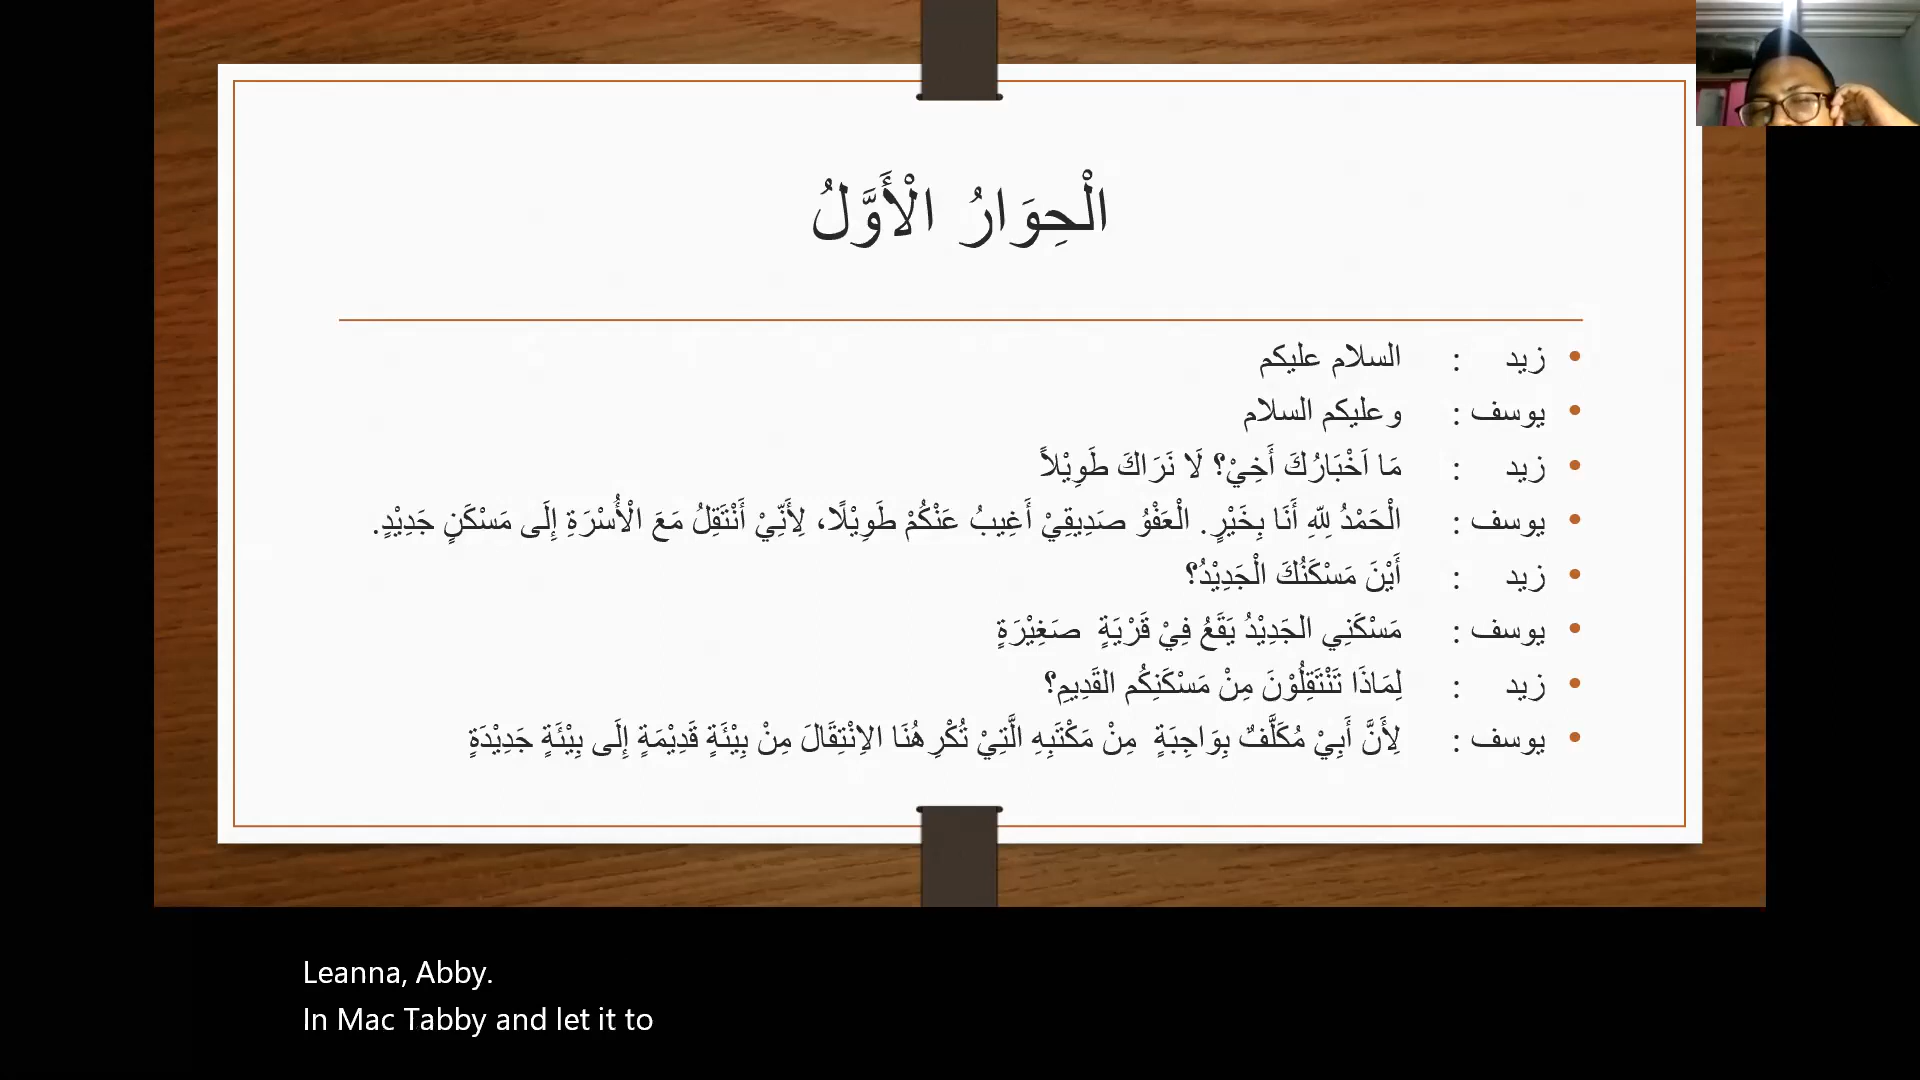 الْحِوَارُ الْأَوَّلُ
• زيد : السلام عليكم
• يوسف : وعليكم السلام
• زيد : مَا اَخْبَارُكَ أَخِيْ؟ لَا نَرَاكَ طَوِيْلاً
• يوسف : الْحَمْدُ لِلّٰهِ أَنَا بِخَيْرٍ. الْعَفْوُ صَدِيقِيْ أَغِيبُ عَنْكُمْ طَوِيْلًا، لِأَنِّيْ أَنْتَقِلُ مَعَ الْأُسْرَةِ إِلَى مَسْكَنٍ جَدِيْدٍ.
• زيد : أَيْنَ مَسْكَنُكَ الْجَدِيْدُ؟
• يوسف : مَسْكَنِي الجَدِيْدُ يَقَعُ فِيْ قَرْيَةٍ صَغِيْرَةٍ
• زيد : لِمَاذَا تَنْتَقِلُوْنَ مِنْ مَسْكَنِكُم القَدِيمِ؟
• يوسف : لِأَنَّ أَبِيْ مُكَلَّفٌ بِوَاجِبَةٍ مِنْ مَكْتَبِهِ الَّتِيْ تُكْرِهُنَا الاِنْتِقَالَ مِنْ بِيْئَةٍ قَدِيْمَةٍ إِلَى بِيْئَةٍ جَدِيْدَةٍ
Leanna, Abby.
In Mac Tabby and let it to